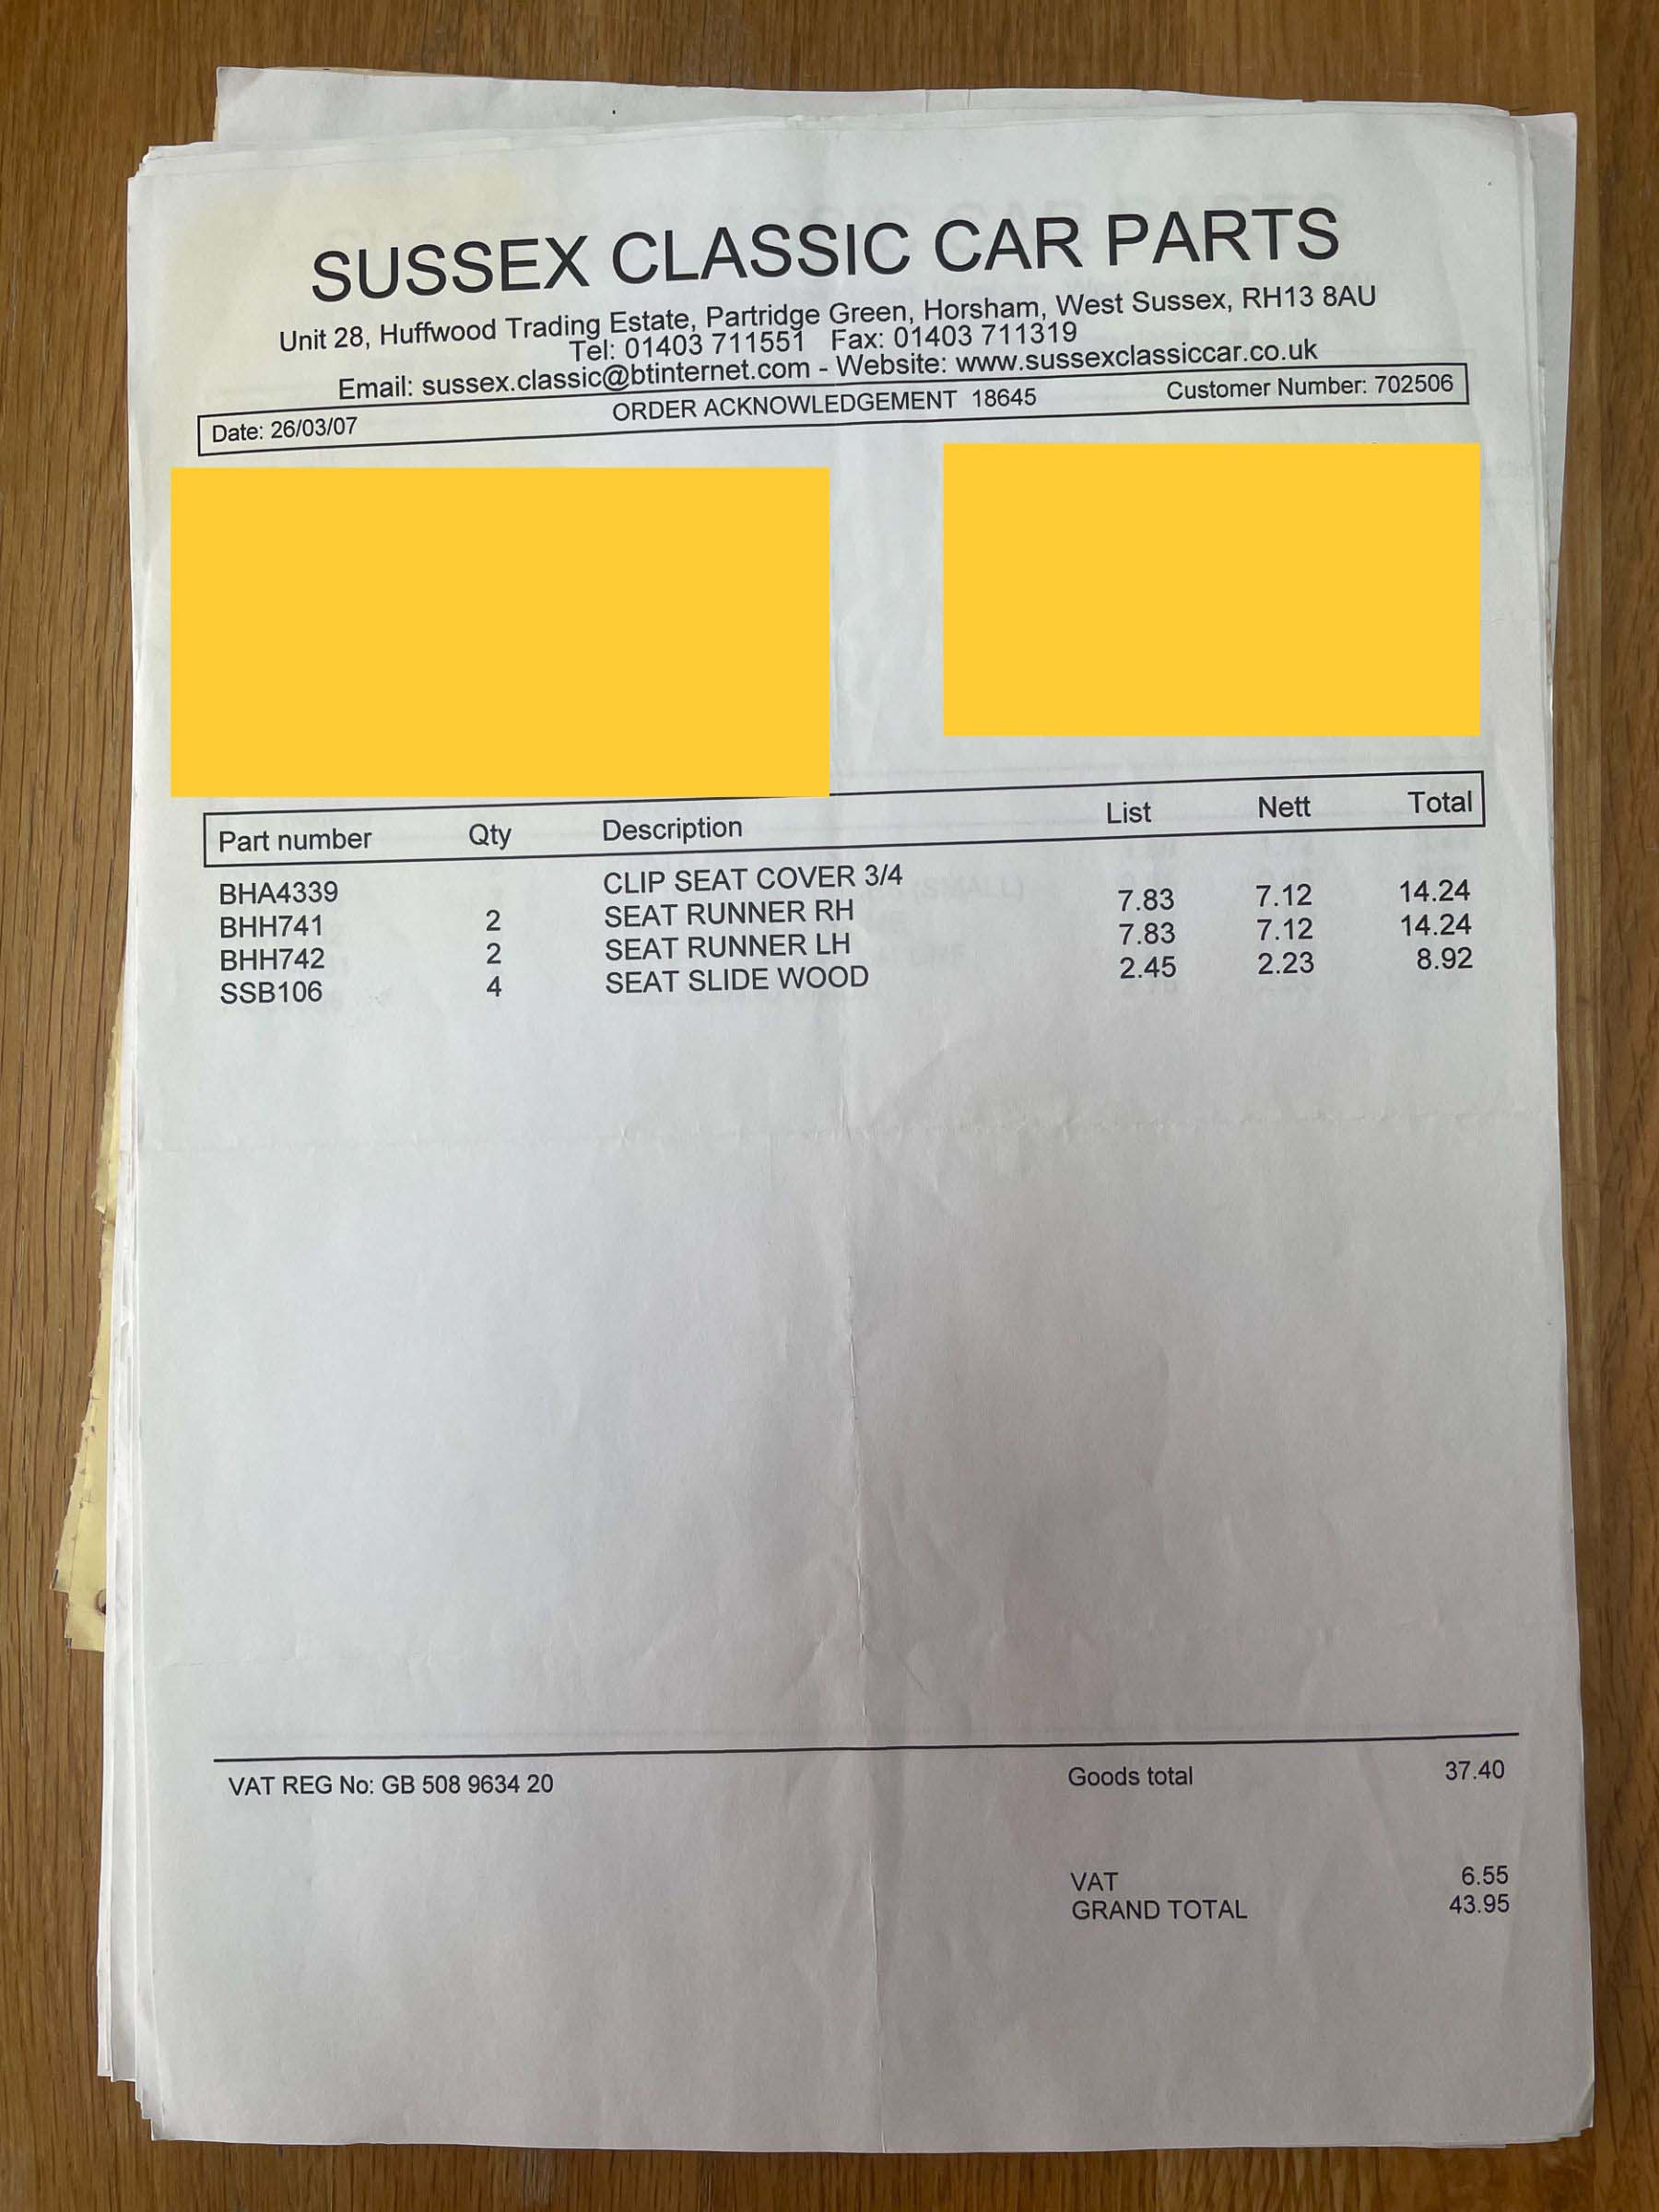 SUSSEX CLASSIC CAR PARTS
Unit 28, Huffwood Trading Estate, Partridge Green, Horsham, West Sussex, RH13 8AU
Tel: 01403 711551 Fax: 01403 711319
Email: sussex.classic@btinternet.com - Website: www.sussexclassiccar.co.uk
Date: 26/03/07 ORDER ACKNOWLEDGEMENT 18645 Customer Number: 702506
Part number Qty Description List Nett Total
BHA4339 CLIP SEAT COVER 3/4
BHH741 2 SEAT RUNNER RH 7.83 7.12 14.24
BHH742 2 SEAT RUNNER LH 7.83 7.12 14.24
SSB106 4 SEAT SLIDE WOOD 2.45 2.23 8.92
VAT REG No: GB 508 9634 20 Goods total 37.40
VAT 6.55
GRAND TOTAL 43.95